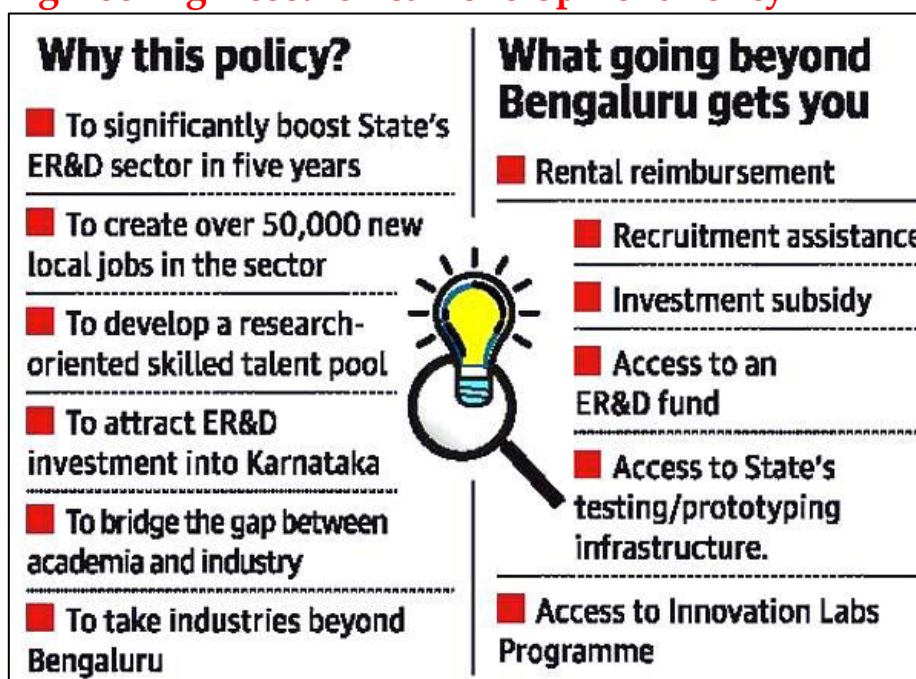 Why this policy?
To significantly boost State's
ER&D sector in five years
To create over 50,000 new
local jobs in the sector
To develop a research-
oriented skilled talent pool
To attract ER&D
investment into Karnataka
To bridge the gap between
academia and industry
To take industries beyond
Bengaluru
What going beyond
Bengaluru gets you
Rental reimbursement
Recruitment assistance
Investment subsidy
Access to an
ER&D fund
Access to State's
testing/prototyping
infrastructure.
Access to Innovation Labs
Programme